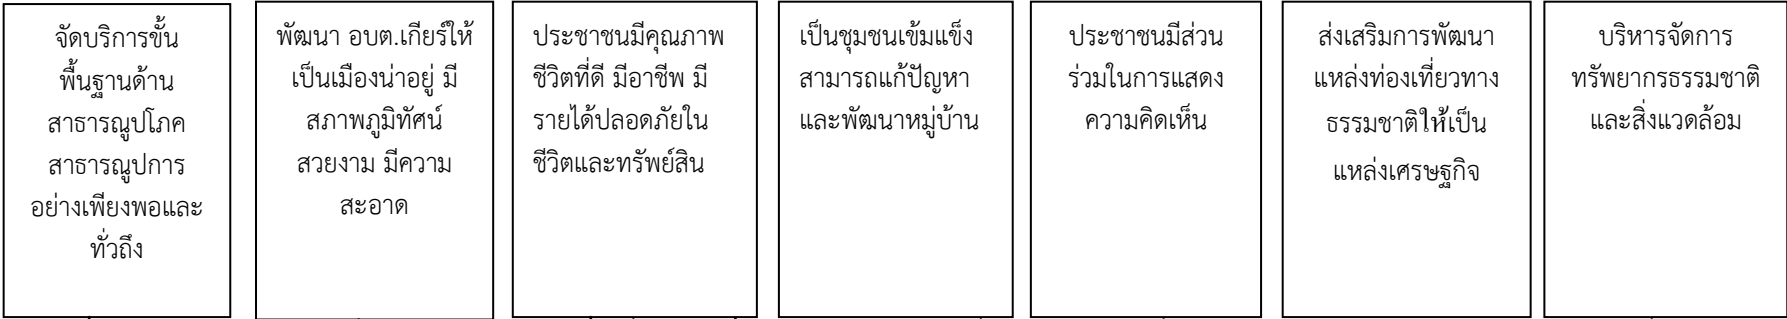 จัดบริการขั้น
พื้นฐานด้าน
สาธารณูปโภค
สาธารณูปการ
อย่างเพียงพอและ
ทั่วถึง
พัฒนา อบต.เกียร์ให้
เป็นเมืองน่าอยู่ มี
สภาพภูมิทัศน์
สวยงาม มีความ
สะอาด
ประชาชนมีคุณภาพ
ชีวิตที่ดี มีอาชีพ มี
รายได้ปลอดภัยใน
ชีวิตและทรัพย์สิน
เป็นชุมชนเข้มแข็ง
สามารถแก้ปัญหา
และพัฒนาหมู่บ้าน
ประชาชนมีส่วน
ร่วมในการแสดง
ความคิดเห็น
ส่งเสริมการพัฒนา
แหล่งท่องเที่ยวทาง
ธรรมชาติให้เป็น
แหล่งเศรษฐกิจ
บริหารจัดการ
ทรัพยากรธรรมชาติ
และสิ่งแวดล้อม